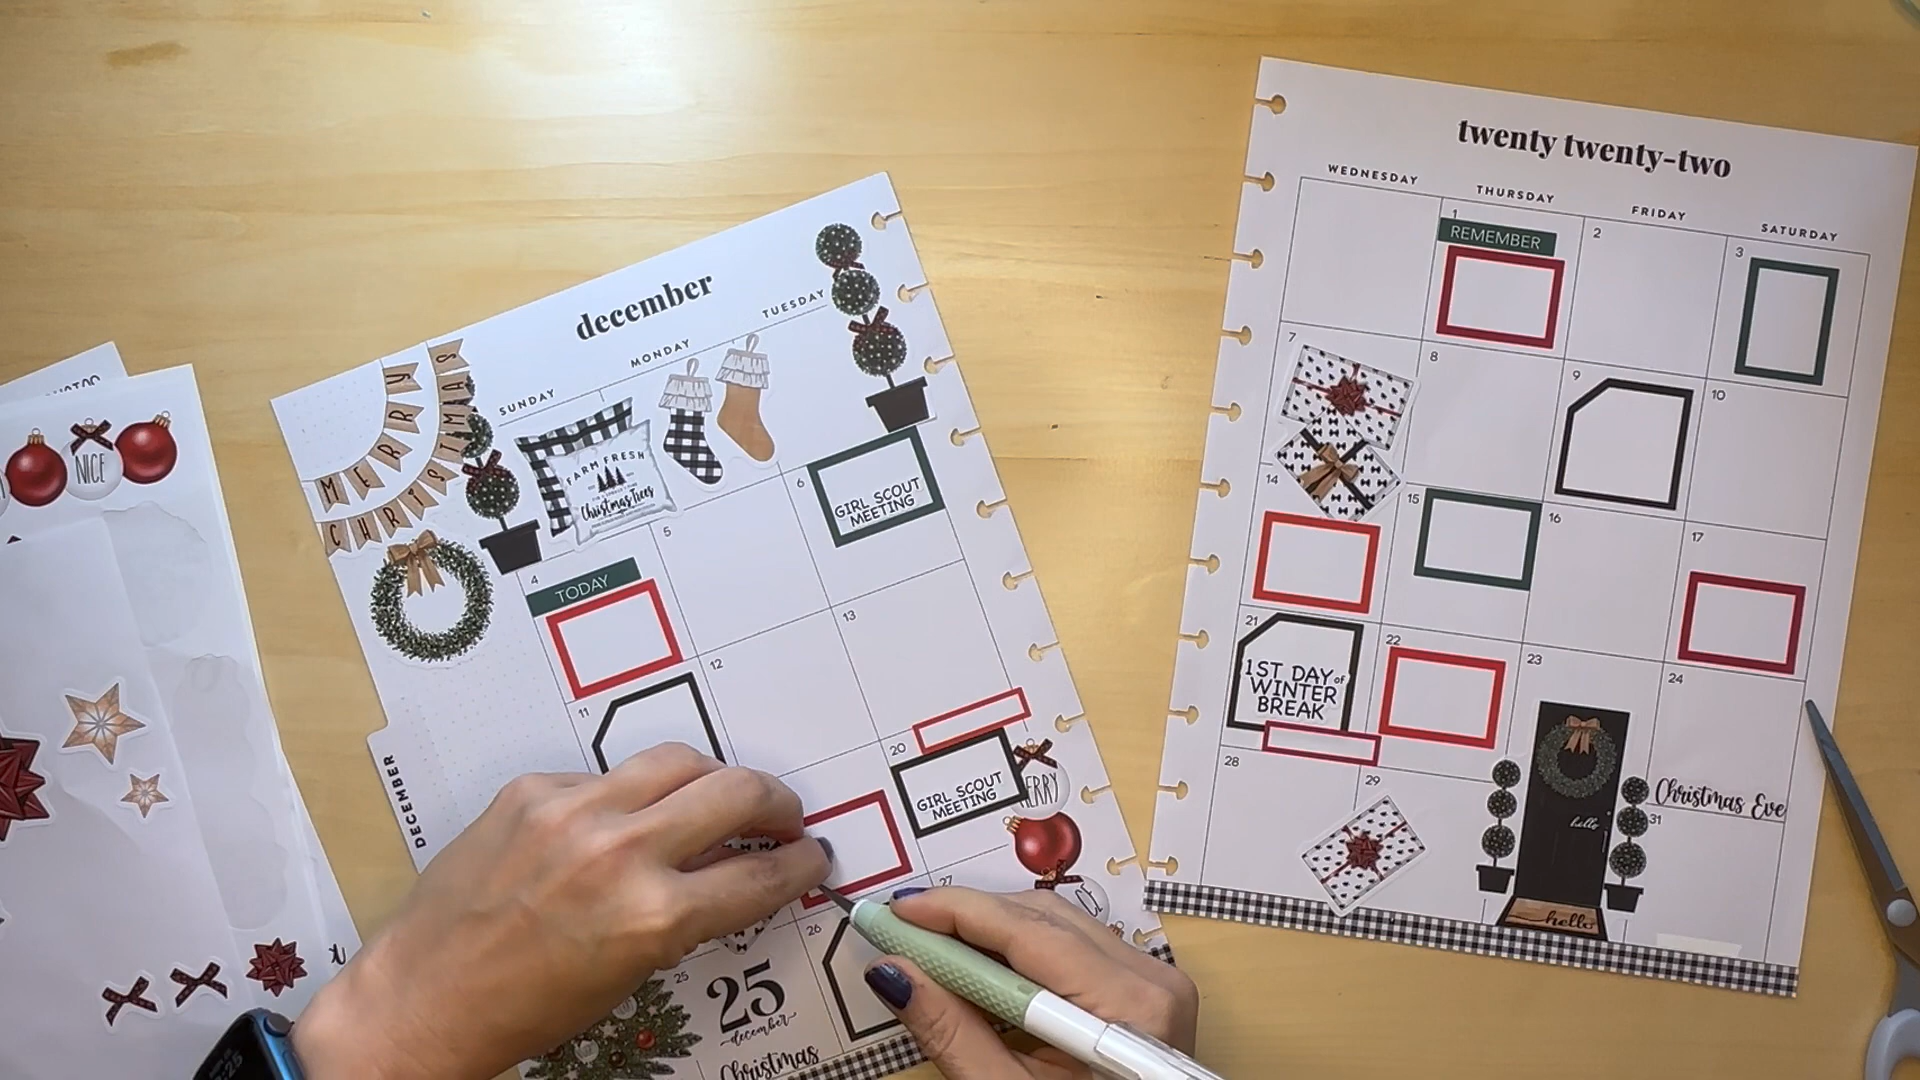 december
SUNDAY
MONDAY
TUESDAY
MERRY
CHRISTMAS
FARM FRESH
Christmas Trees
4
TODAY
5
6
GIRL SCOUT
MEETING
11
12
13
20
GIRL SCOUT
MEETING
ERRY
CE
25
25
december
Christmas
26
27
DECEMBER
NICE
twenty twenty-two
WEDNESDAY
THURSDAY
FRIDAY
SATURDAY
1
REMEMBER
2
3
7
8
9
10
14
15
16
17
21
1ST DAY of
WINTER
BREAK
22
23
24
hello
hello
Christmas Eve
28
29
31